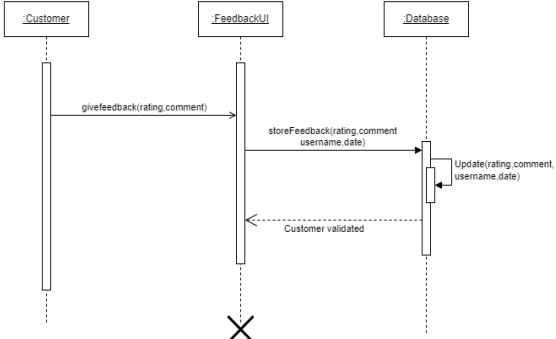 :Customer
:FeedbackUI
:Database
givefeedback(rating,comment)
storeFeedback(rating,comment
username,date)
Update(rating,comment,
username,date)
Customer validated